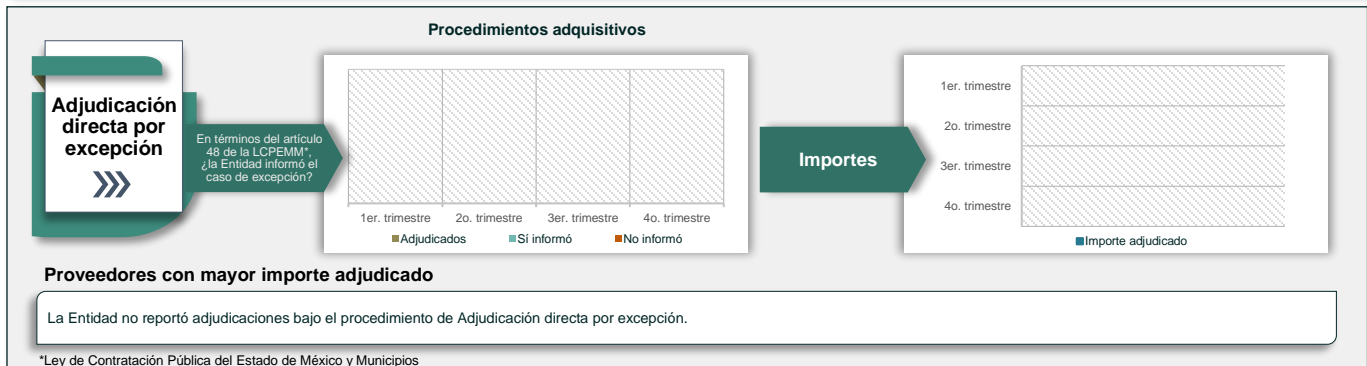 Procedimientos adquisitivos
Adjudicación
directa por
excepción
En términos del artículo
48 de la LCPEMM*,
¿la Entidad informó el
caso de excepción?
1er. trimestre 2o. trimestre 3er. trimestre 4o. trimestre
Adjudicados Sí informó No informó
Importes
1er. trimestre
2o. trimestre
3er. trimestre
4o. trimestre
Importe adjudicado
Proveedores con mayor importe adjudicado
La Entidad no reportó adjudicaciones bajo el procedimiento de Adjudicación directa por excepción.
*Ley de Contratación Pública del Estado de México y Municipios